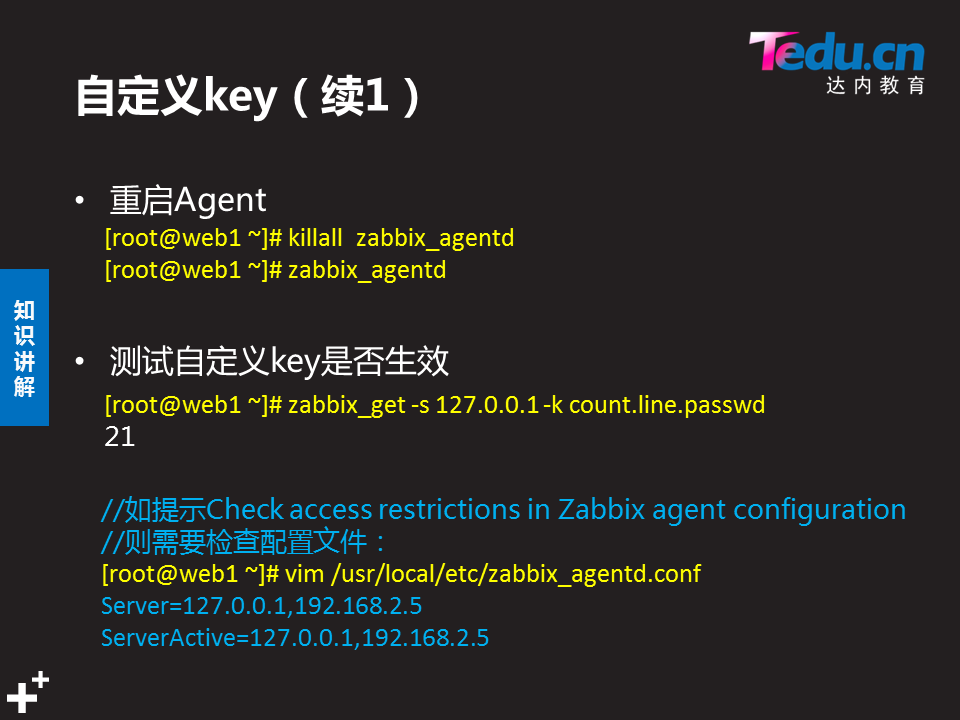 Tedu.cn
达内教育
自定义key（续1）
• 重启Agent
[root@web1 ~]# killall  zabbix_agentd
[root@web1 ~]# zabbix_agentd
知识讲解
• 测试自定义key是否生效
[root@web1 ~]# zabbix_get -s 127.0.0.1 -k count.line.passwd
21
//如提示Check access restrictions in Zabbix agent configuration
//则需要检查配置文件：
[root@web1 ~]# vim /usr/local/etc/zabbix_agentd.conf
Server=127.0.0.1,192.168.2.5
ServerActive=127.0.0.1,192.168.2.5